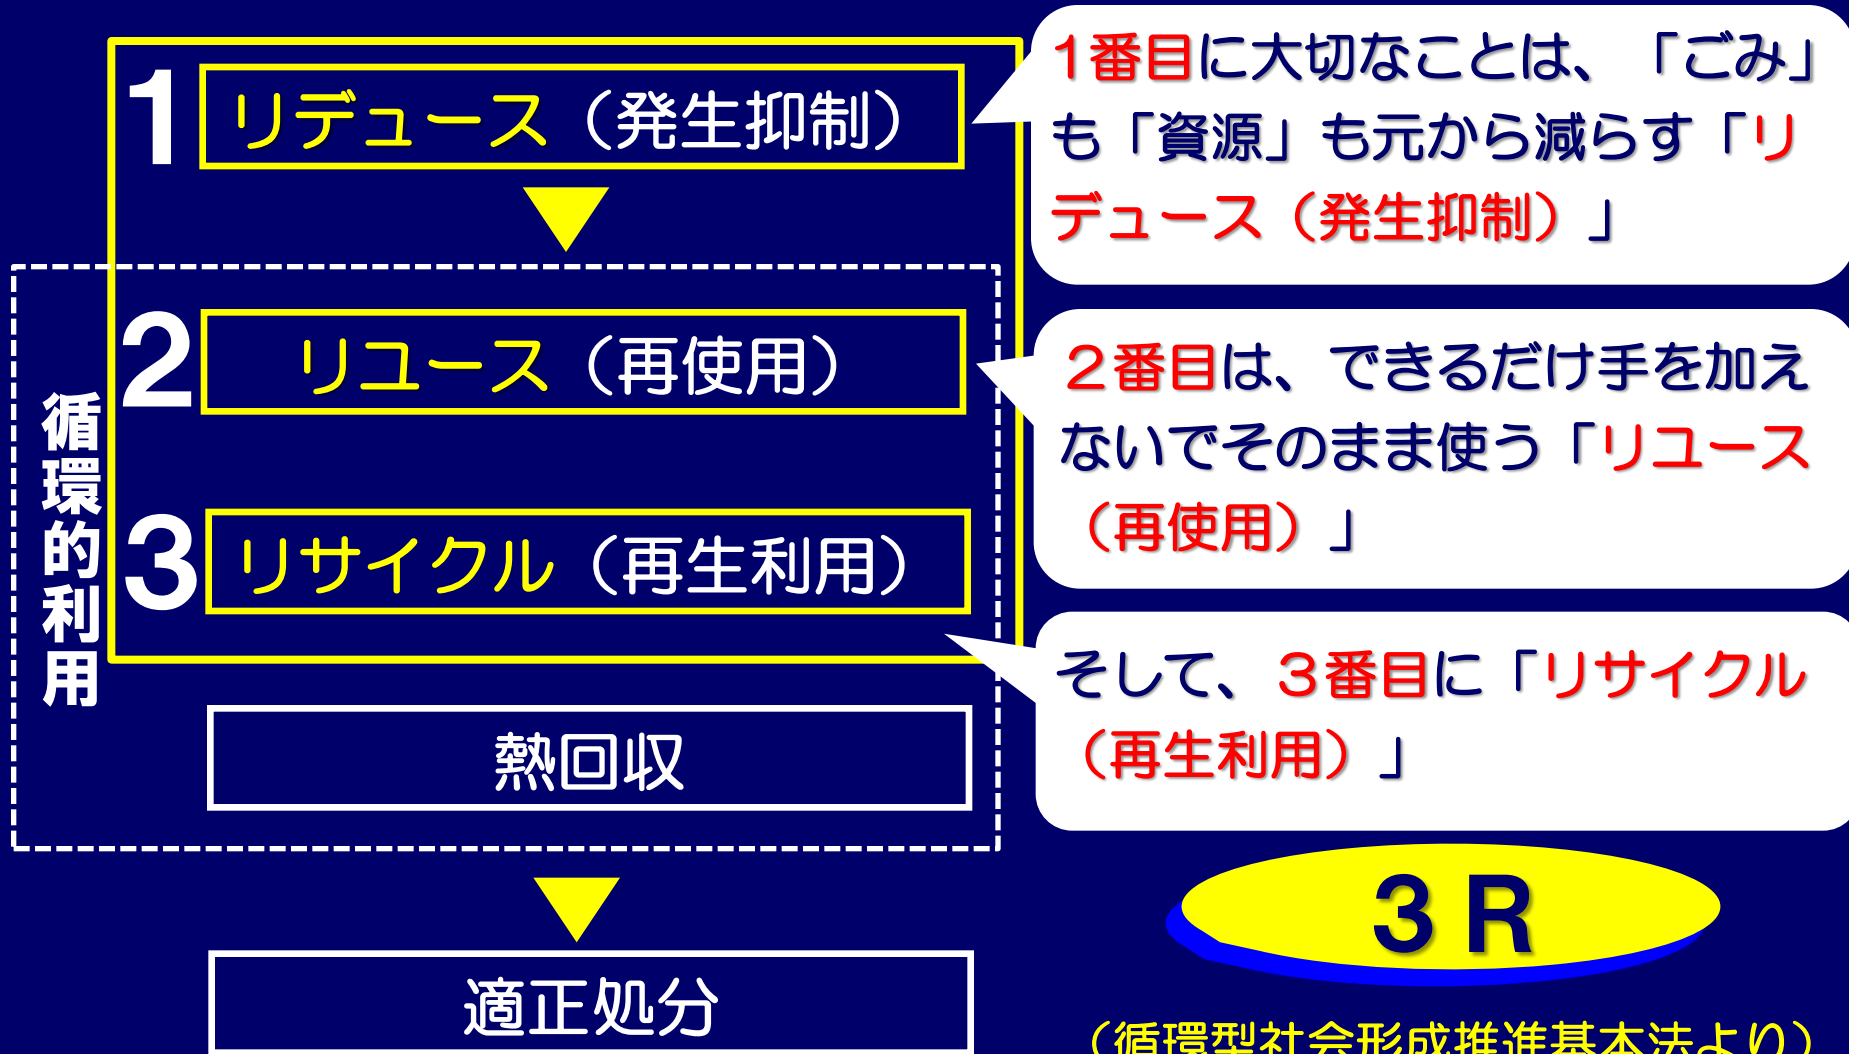 1
リデュース（発生抑制）
1番目に大切なことは、「ごみ」
も「資源」も元から減らす「リ
デュース（発生抑制）」
循環的利用
2
リユース（再使用）
２番目は、できるだけ手を加え
ないでそのまま使う「リユース
（再使用）」
3
リサイクル（再生利用）
そして、３番目に「リサイクル
（再生利用）」
熱回収
３Ｒ
適正処分
（循環型社会形成推進基本法より）